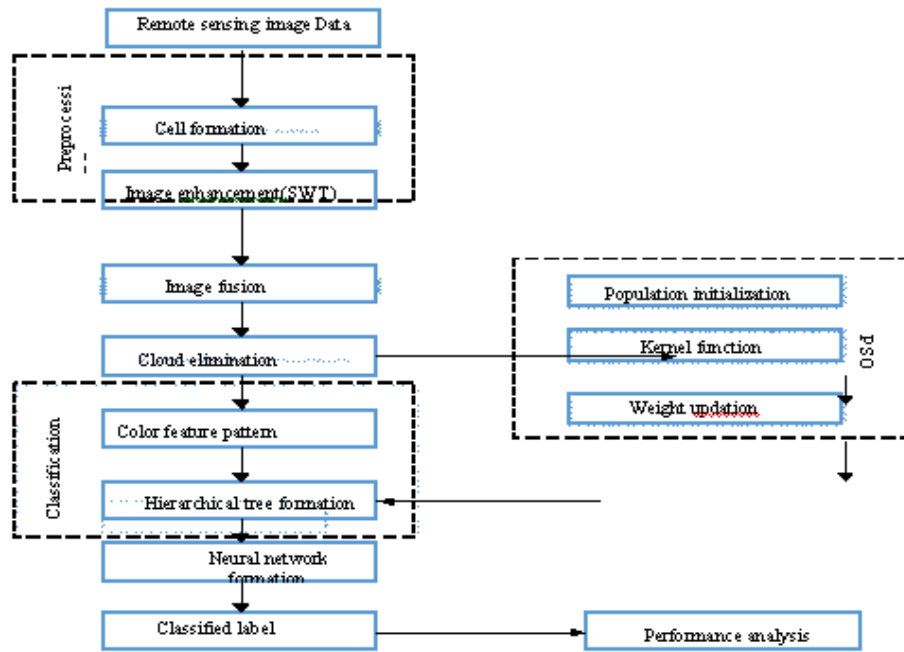 Remote sensing image Data
Preprocessi
Cell formation
Image enhancement(SWT)
Image fusion
Cloud elimination
Population initialization
Kernel function
Weight updation
PSO
Classification
Color feature pattern
Hierarchical tree formation
Neural network
formation
Classified label
Performance analysis